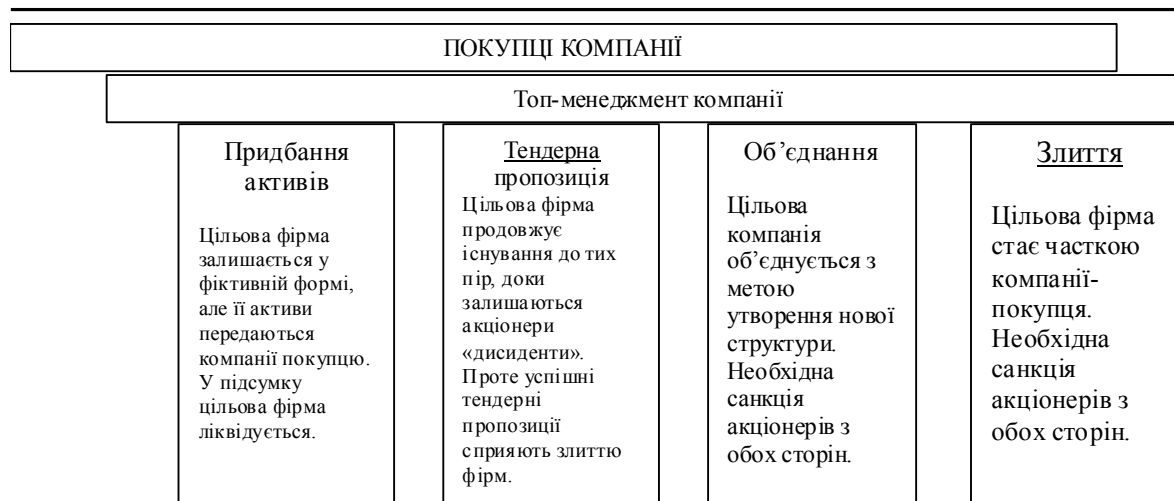 ПОКУПЦІ КОМПАНІЇ
Топ-менеджмент компанії
Придбання
активів
Цільова фірма
залишається у
фіктивній формі,
але її активи
передаються
компанії покупцю.
У підсумку
цільова фірма
ліквідується.
Тендерна
пропозиція
Цільова фірма
продовжує
існування до тих
пір, доки
залишаються
акціонери
«дисиденти».
Проте успішні
тендерні
пропозиції
сприяють злиттю
фірм.
Об’єднання
Цільова
компанія
об’єднується з
метою
утворення нової
структури.
Необхідна
санкція
акціонерів з
обох сторін.
Злиття
Цільова фірма
стає часткою
компанії-
покупця.
Необхідна
санкція
акціонерів з
обох сторін.